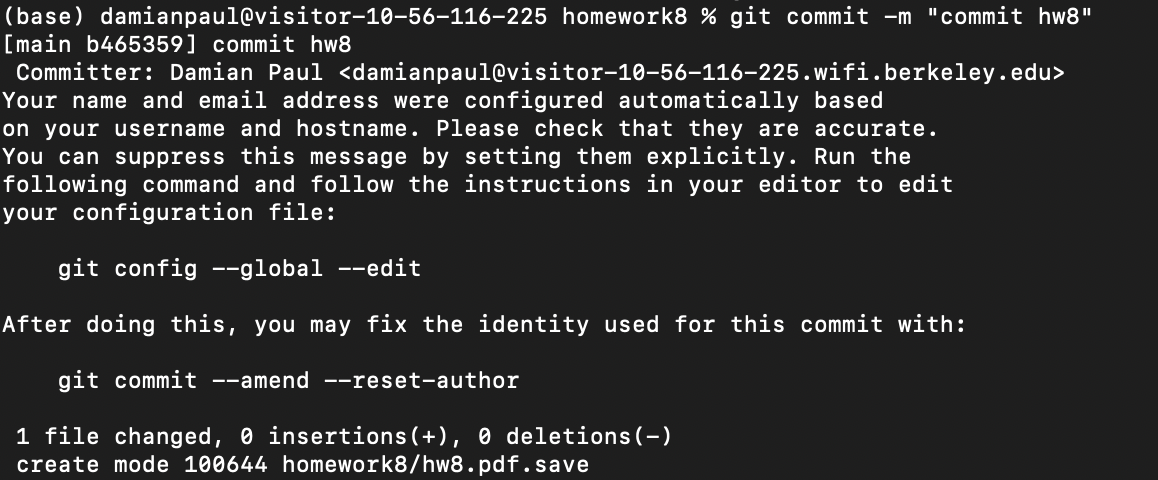 (base) damianpaul@visitor-10-56-116-225 homework8 % git commit -m "commit hw8"
[main b465359] commit hw8
 Committer: Damian Paul <damianpaul@visitor-10-56-116-225.wifi.berkeley.edu>
Your name and email address were configured automatically based
on your username and hostname. Please check that they are accurate.
You can suppress this message by setting them explicitly. Run the
following command and follow the instructions in your editor to edit
your configuration file:

    git config --global --edit

After doing this, you may fix the identity used for this commit with:

    git commit --amend --reset-author

 1 file changed, 0 insertions(+), 0 deletions(-)
 create mode 100644 homework8/hw8.pdf.save